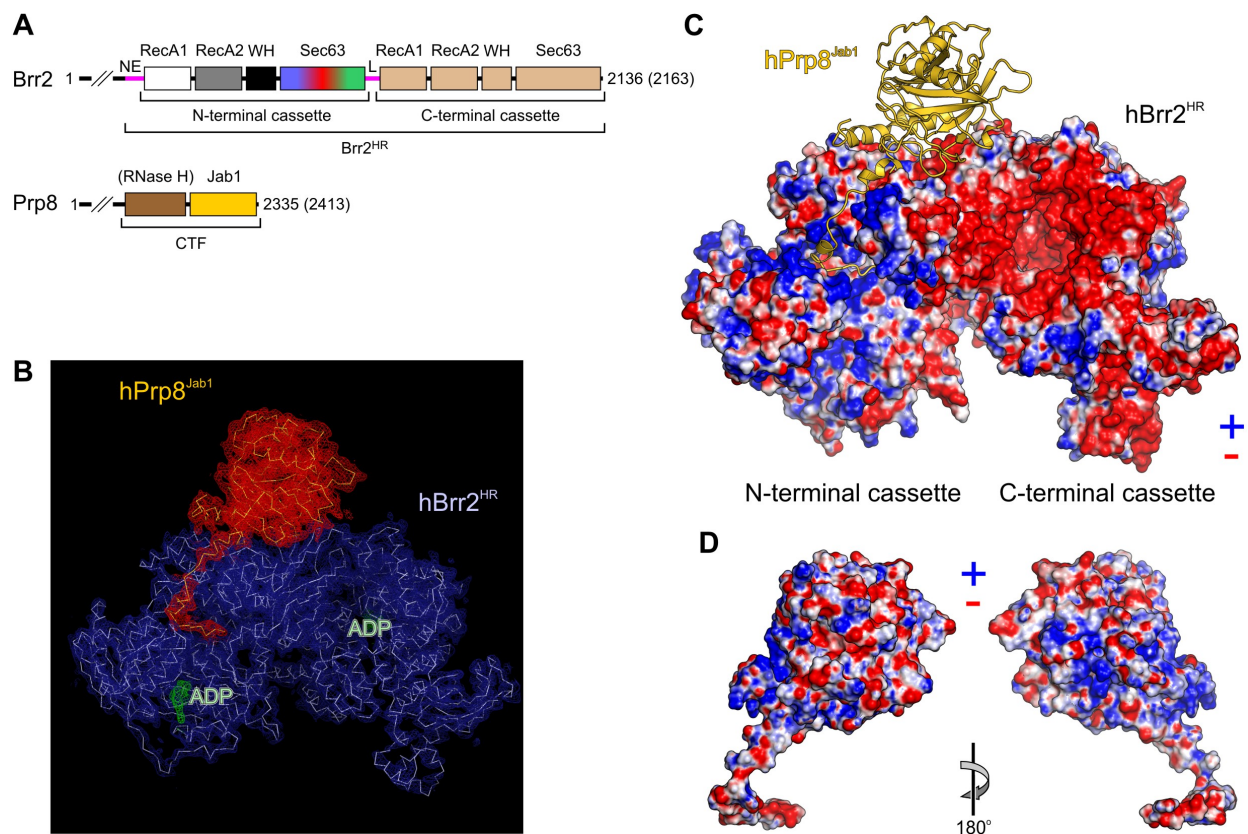 A
RecA1 RecA2 WH Sec63 RecA1 RecA2 WH Sec63
NE L
Brr2 1 2136 (2163)
N-terminal cassette C-terminal cassette
Brr2HR
(RNase H) Jab1
Prp8 1 2335 (2413)
CTF
B
hPrp8Jab1
hBrr2HR
ADP
ADP
C
hPrp8Jab1
hBrr2HR
+
-
N-terminal cassette C-terminal cassette
D
+
-
180°